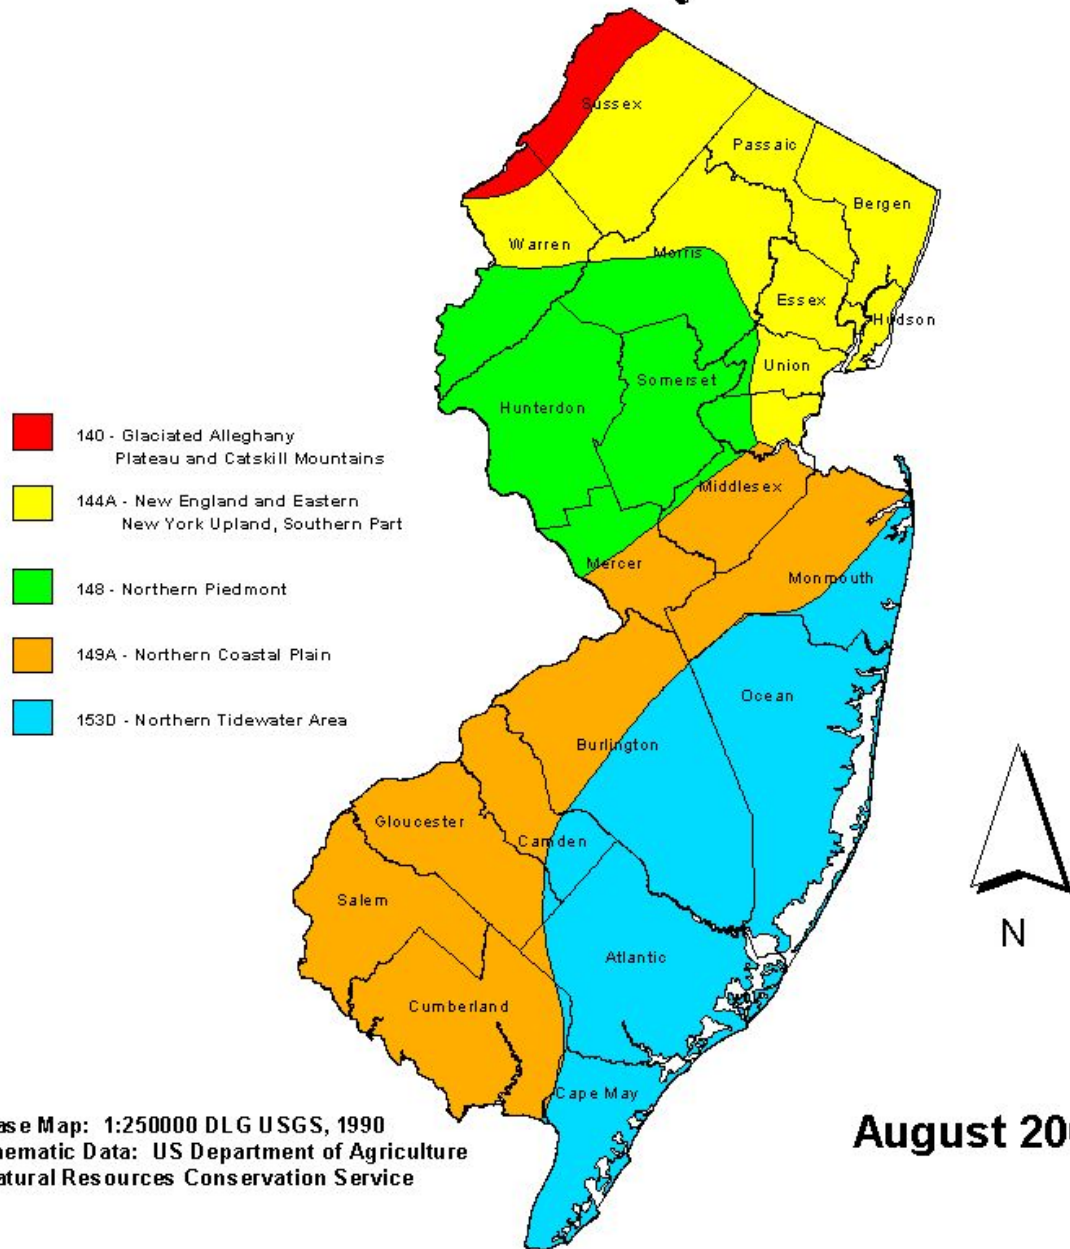 Sussex
Passaic
Bergen
Warren
Morris
Essex
Hudson
Union
Somerset
Hunterdon
140 - Glaciated Alleghany
Plateau and Catskill Mountains
Middlesex
144A - New England and Eastern
New York Upland, Southern Part
Mercer
Monmouth
148 - Northern Piedmont
149A - Northern Coastal Plain
Ocean
153D - Northern Tidewater Area
Burlington
Gloucester
Camden
Salem
N
Atlantic
Cumberland
Cape May
ase Map: 1:250000 DLG USGS, 1990
hematic Data: US Department of Agriculture
atural Resources Conservation Service
August 20